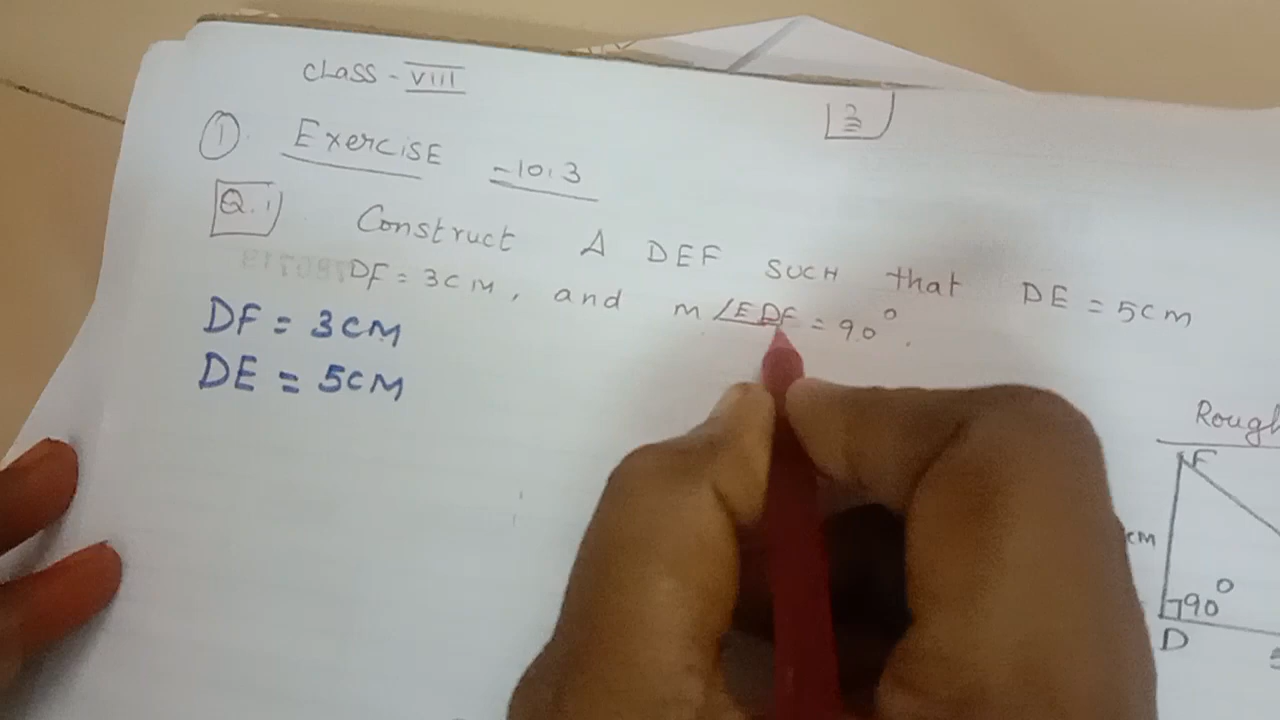 CLASS - VIII
3
① Exercise -10.3
Q.1 Construct Δ DEF SUCH that DE = 5CM
DF = 3CM, and m∠EDF = 90°.
DF = 3CM
DE = 5CM
Rough
F
cm
90°
D